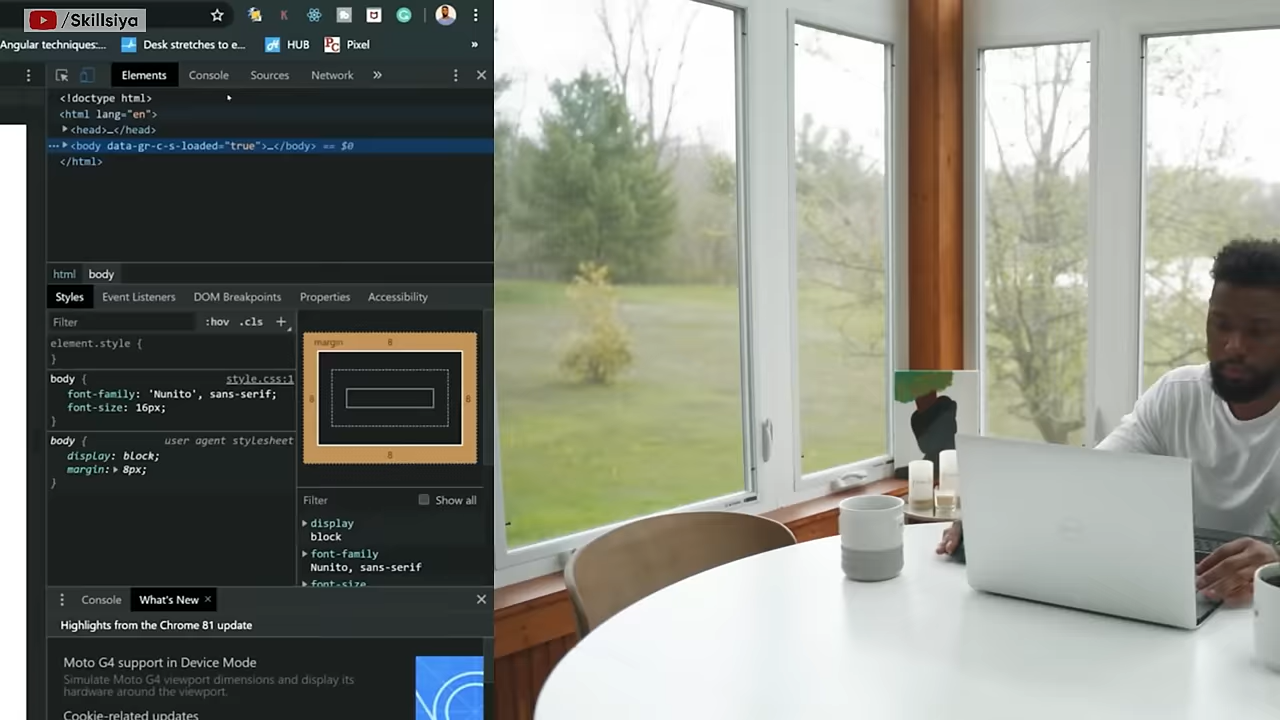 /Skillsiya
Angular techniques:... Desk stretches to e... HUB Pixel »
Elements Console Sources Network »
<!doctype html>
<html lang="en">
<head>…</head>
<body data-gr-c-s-loaded="true">…</body> == $0
</html>
html body
Styles Event Listeners DOM Breakpoints Properties Accessibility
Filter :hov .cls +
element.style {
}
body { style.css:1
font-family: 'Nunito', sans-serif;
font-size: 16px;
}
body { user agent stylesheet
display: block;
margin: 8px;
}
margin 8
8 8
8
Filter Show all
display
block
font-family
Nunito, sans-serif
font-size
Console What's New ×
Highlights from the Chrome 81 update
Moto G4 support in Device Mode
Simulate Moto G4 viewport dimensions and display its
hardware around the viewport.
Cookie-related updates